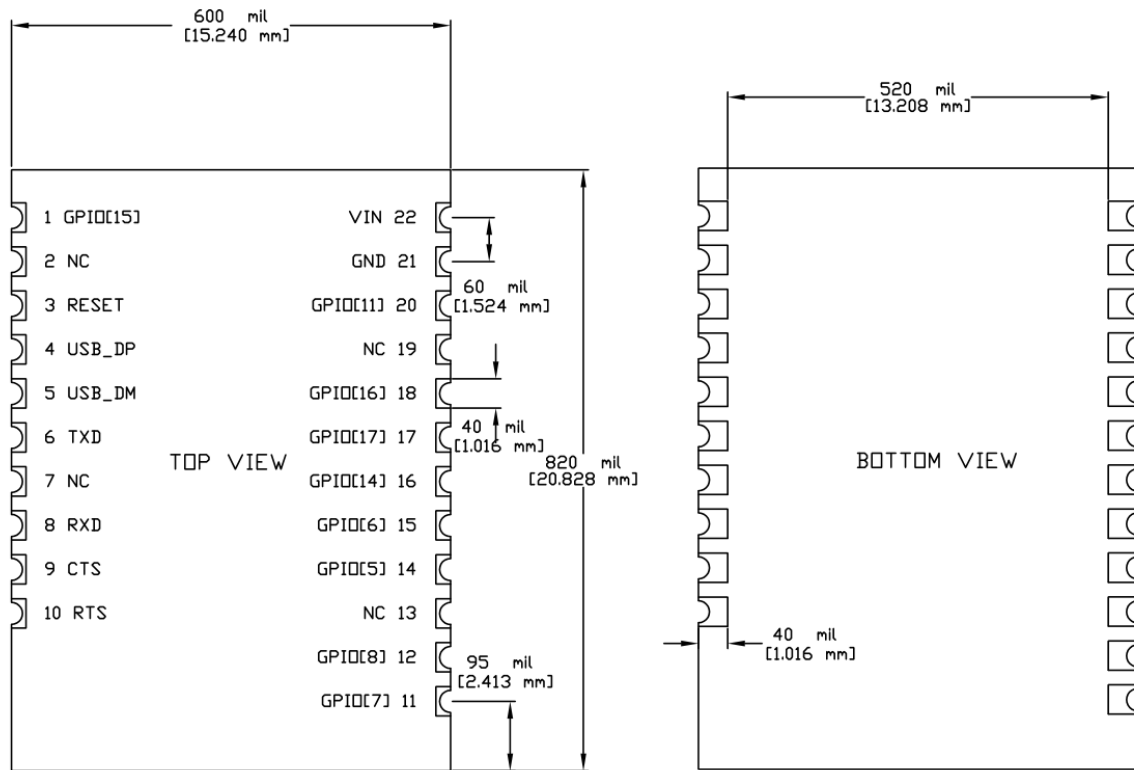 600 mil
[15.240 mm]
520 mil
[13.208 mm]
1 GPIO[15]
VIN 22
2 NC
GND 21
60 mil
[1.524 mm]
3 RESET
GPIO[11] 20
4 USB_DP
NC 19
5 USB_DM
GPIO[16] 18
40 mil
[1.016 mm]
6 TXD
GPIO[17] 17
TOP VIEW
820 mil
[20.828 mm]
BOTTOM VIEW
7 NC
GPIO[14] 16
8 RXD
GPIO[6] 15
9 CTS
GPIO[5] 14
10 RTS
NC 13
40 mil
[1.016 mm]
GPIO[8] 12
95 mil
[2.413 mm]
GPIO[7] 11